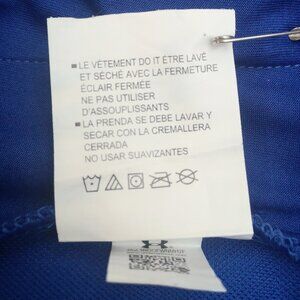 LE VÊTEMENT DO IT ÊTRE LAVÉ
ET SÉCHÉ AVEC LA FERMETURE
ÉCLAIR FERMÉE
NE PAS UTILISER
D'ASSOUPLISSANTS
LA PRENDA SE DEBE LAVAR Y
SECAR CON LA CREMALLERA
CERRADA
NO USAR SUAVIZANTES